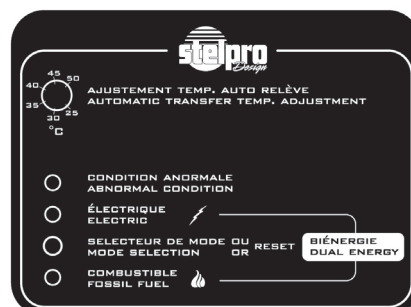 stelpro
Design
45
40 50
35 25
30
°C
AJUSTEMENT TEMP. AUTO RELÈVE
AUTOMATIC TRANSFER TEMP. ADJUSTMENT
CONDITION ANORMALE
ABNORMAL CONDITION
ÉLECTRIQUE
ELECTRIC
SELECTEUR DE MODE OU RESET BIÉNERGIE
MODE SELECTION OR DUAL ENERGY
COMBUSTIBLE
FOSSIL FUEL